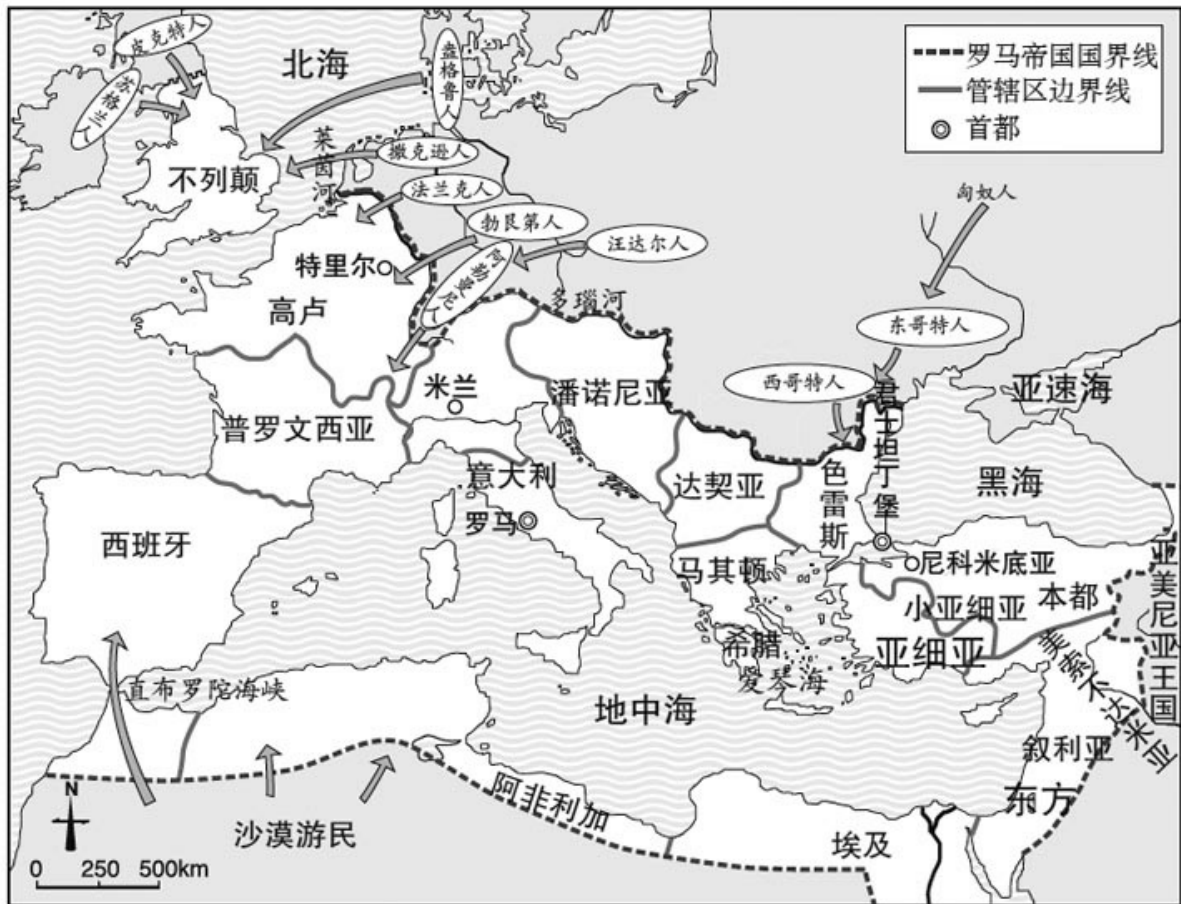 皮克特人
苏格兰人
北海
盎格鲁人
罗马帝国国界线
管辖区边界线
首都
莱茵河
撒克逊人
不列颠
法兰克人
匈奴人
勃艮第人
汪达尔人
特里尔
阿勒曼尼人
高卢
多瑙河
东哥特人
西哥特人
君士坦丁堡
亚速海
米兰
潘诺尼亚
普罗文西亚
意大利
达契亚
色雷斯
黑海
罗马
西班牙
马其顿
尼科米底亚
亚美尼亚王国
小亚细亚
本都
希腊
亚细亚
美索不达米亚
爱琴海
直布罗陀海峡
地中海
叙利亚
东方
阿非利加
N
沙漠游民
埃及
0 250 500km